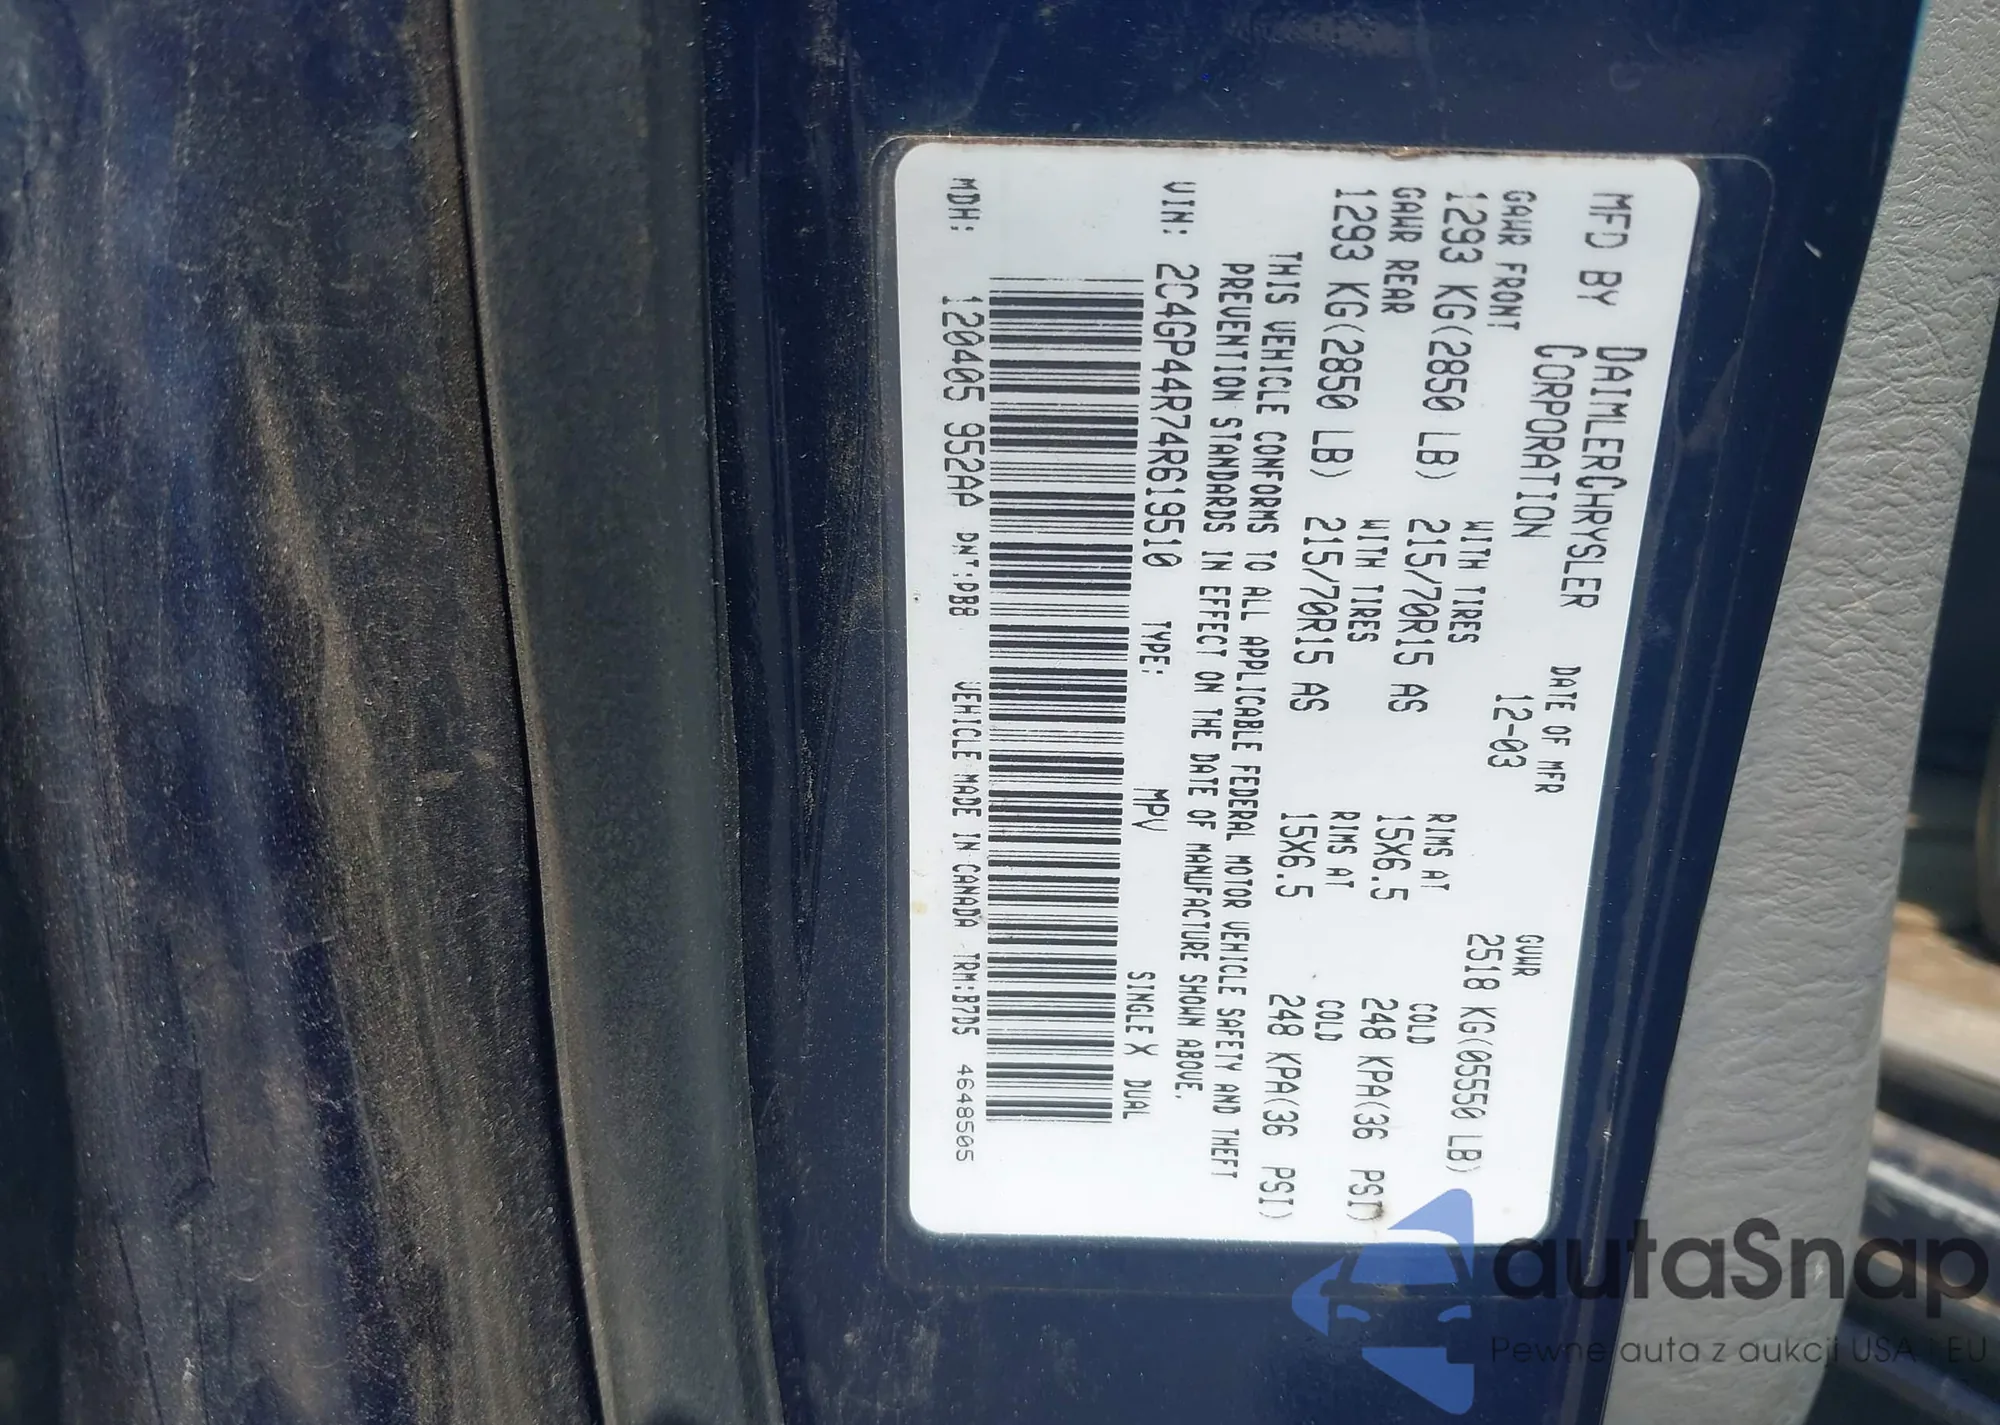 MFD BY DAIMLERCHRYSLER CORPORATION
DATE OF MFR 12-03
GVWR 2518 KG(05550 LB)
GAWR FRONT WITH TIRES RIMS AT COLD
1293 KG(2850 LB) 215/70R15 AS 15X6.5 248 KPA(36 PSI)
GAWR REAR WITH TIRES RIMS AT COLD
1293 KG(2850 LB) 215/70R15 AS 15X6.5 248 KPA(36 PSI)
THIS VEHICLE CONFORMS TO ALL APPLICABLE FEDERAL MOTOR VEHICLE SAFETY AND THEFT
PREVENTION STANDARDS IN EFFECT ON THE DATE OF MANUFACTURE SHOWN ABOVE.
VIN: 2C4GP44R74R619510 TYPE: MPV SINGLE X DUAL
MDH: 120405 952AA PNT:PB8 VEHICLE MADE IN CANADA TRM:B7D5 4648505
autaSnap
Pewne auta z aukcji USA i EU